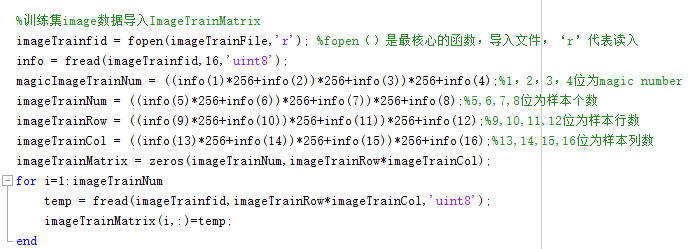 %训练集image数据导入ImageTrainMatrix
imageTrainfid = fopen(imageTrainFile,'r'); %fopen（）是最核心的函数，导入文件，‘r’代表读入
info = fread(imageTrainfid,16,'uint8');
magicImageTrainNum = ((info(1)*256+info(2))*256+info(3))*256+info(4);%1，2，3，4位为magic number
imageTrainNum = ((info(5)*256+info(6))*256+info(7))*256+info(8);%5,6,7,8位为样本个数
imageTrainRow = ((info(9)*256+info(10))*256+info(11))*256+info(12);%9,10,11,12位为样本行数
imageTrainCol = ((info(13)*256+info(14))*256+info(15))*256+info(16);%13,14,15,16位为样本列数
imageTrainMatrix = zeros(imageTrainNum,imageTrainRow*imageTrainCol);
for i=1:imageTrainNum
temp = fread(imageTrainfid,imageTrainRow*imageTrainCol,'uint8');
imageTrainMatrix(i,:)=temp;
end